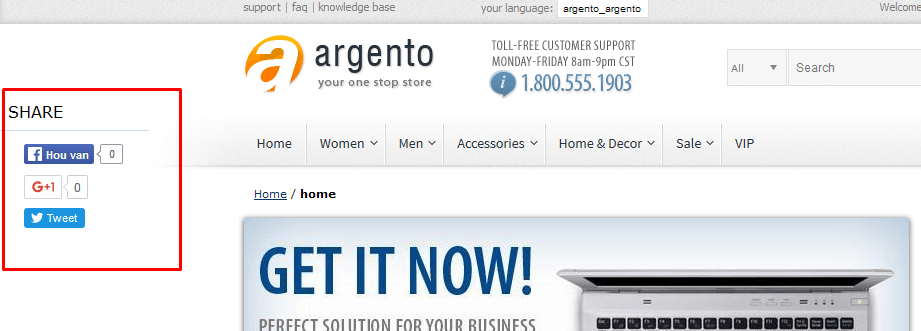 support | faq | knowledge base
your language: argento_argento
Welcome
argento
your one stop store
TOLL-FREE CUSTOMER SUPPORT
MONDAY-FRIDAY 8am-9pm CST
i 1.800.555.1903
All
Search
SHARE
f Hou van 0
G+1 0
Tweet
Home Women Men Accessories Home & Decor Sale VIP
Home / home
GET IT NOW!
PERFECT SOLUTION FOR YOUR BUSINESS